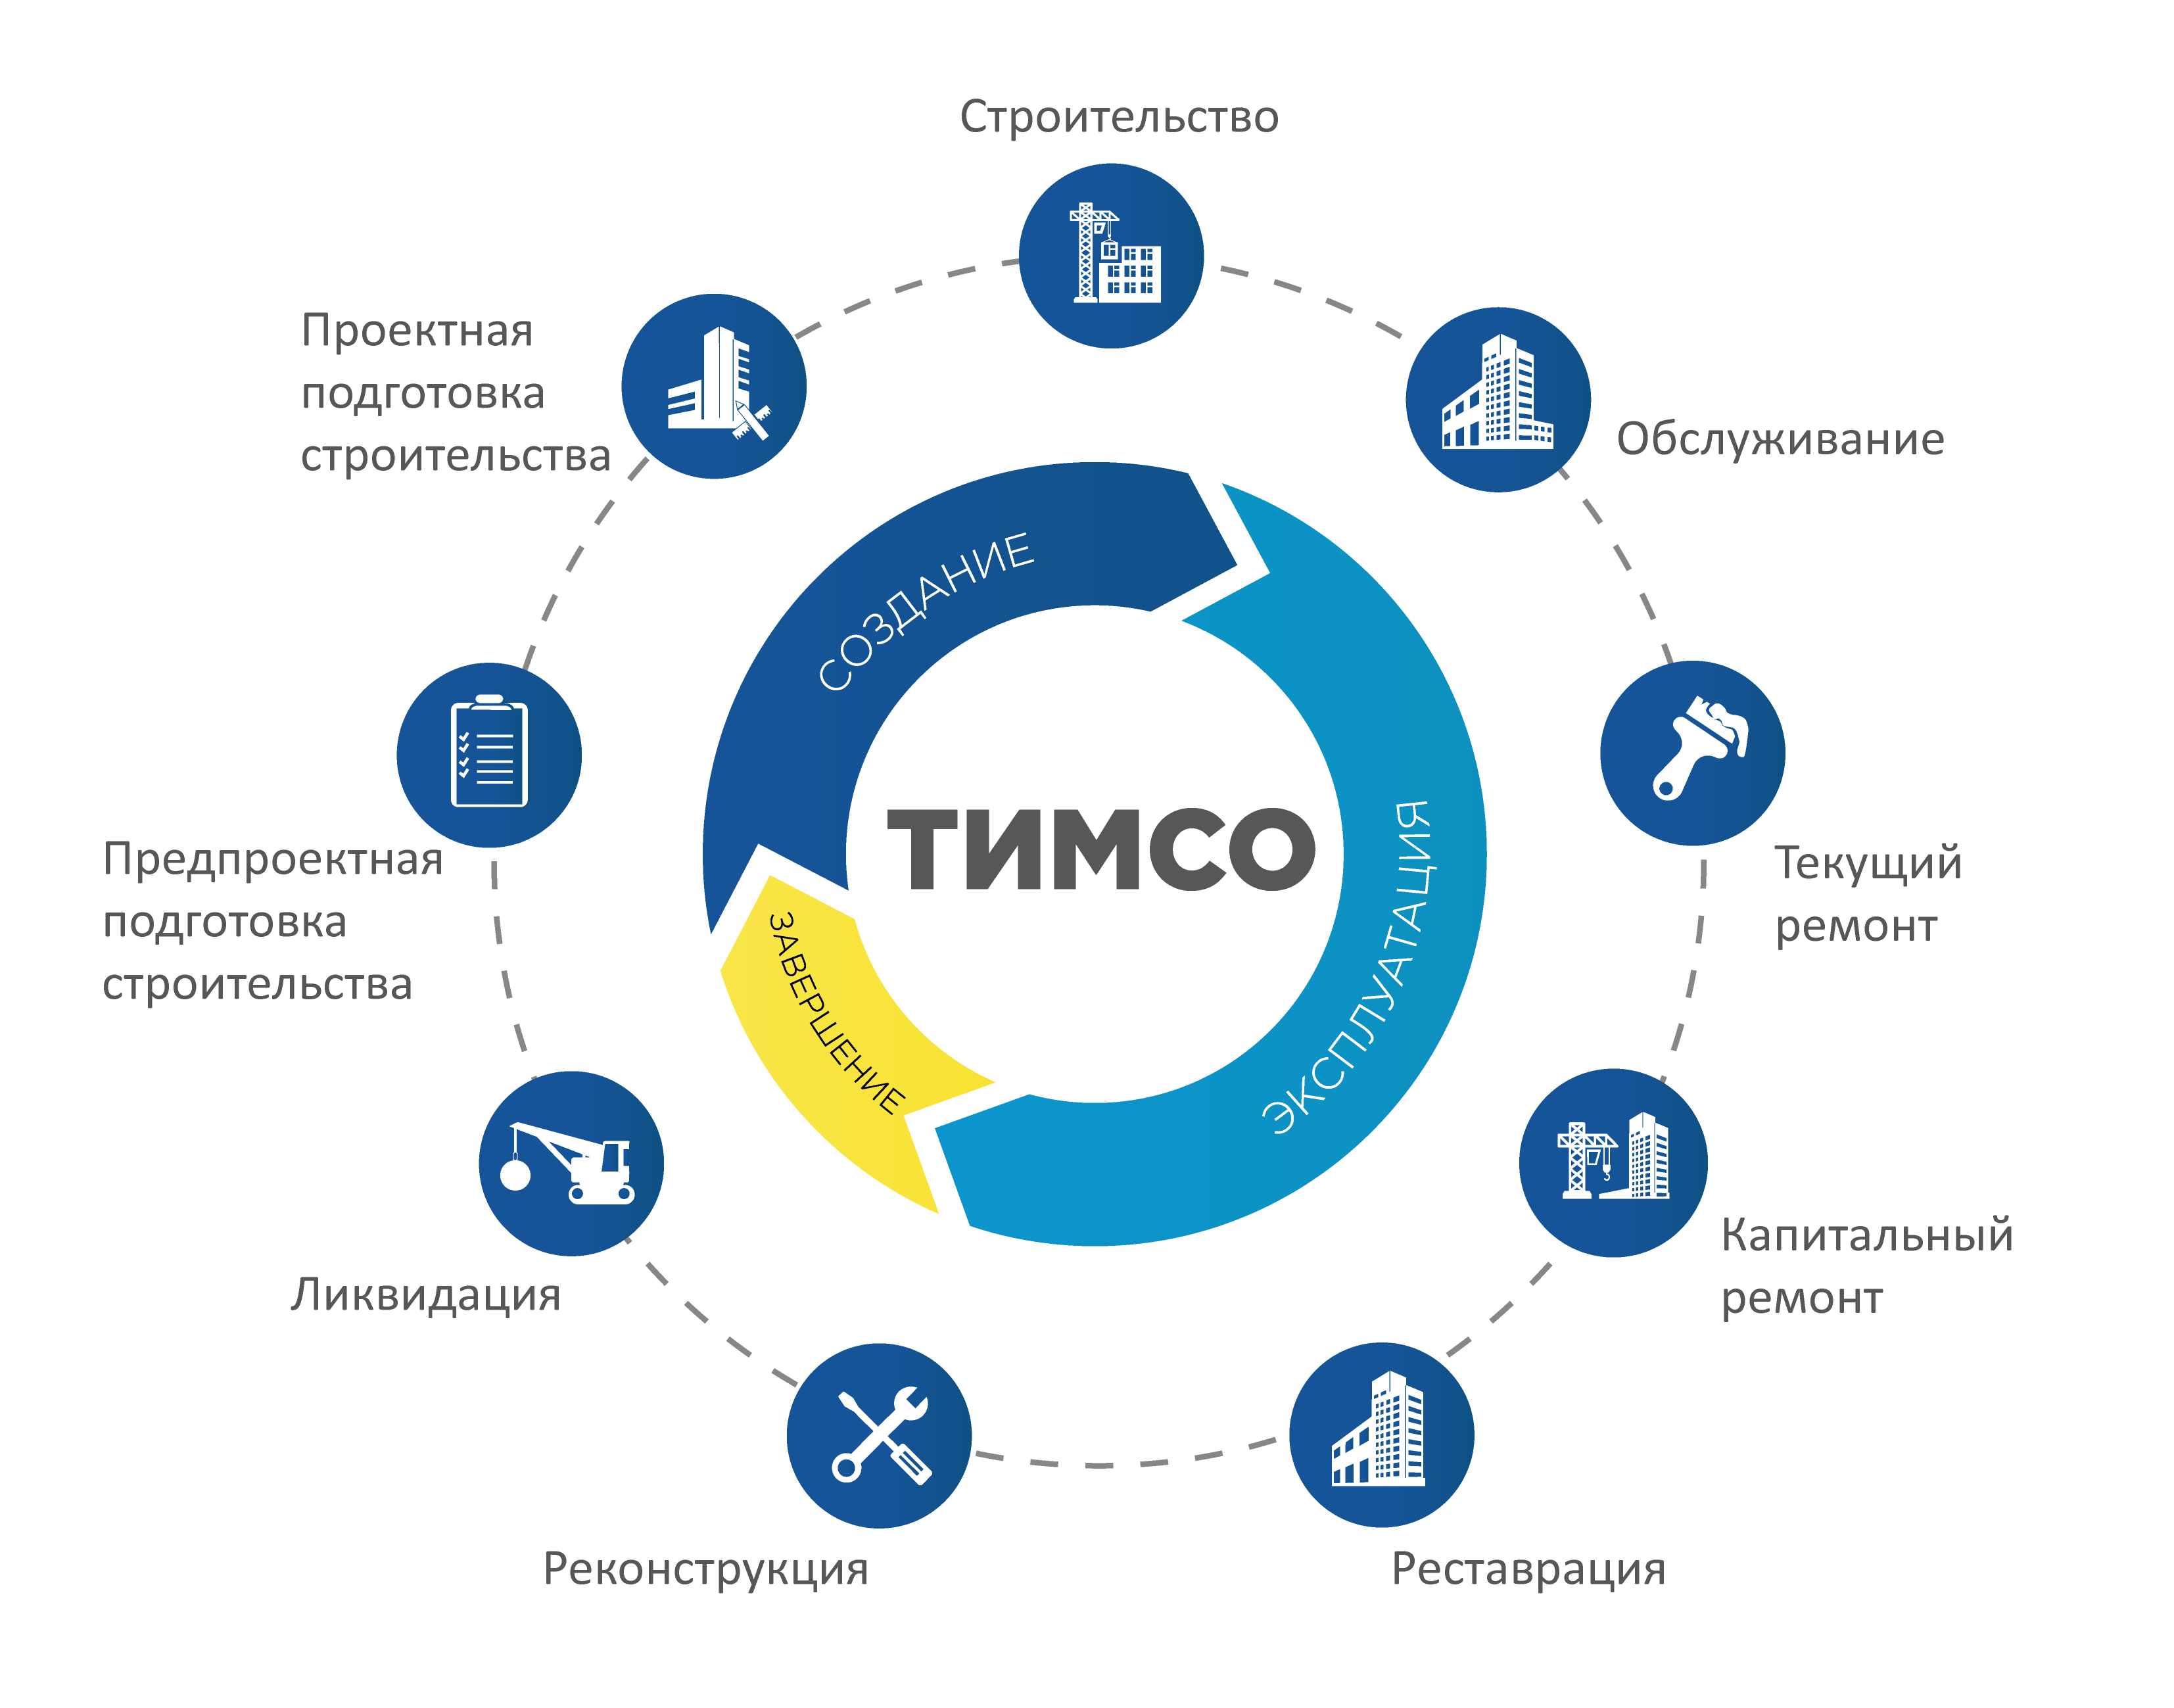 Строительство
Проектная
подготовка
строительства
Обслуживание
СОЗДАНИЕ
ТИМСО
ЭКСПЛУАТАЦИЯ
ЗАВЕРШЕНИЕ
Предпроектная
подготовка
строительства
Текущий
ремонт
Капитальный
ремонт
Ликвидация
Реконструкция
Реставрация